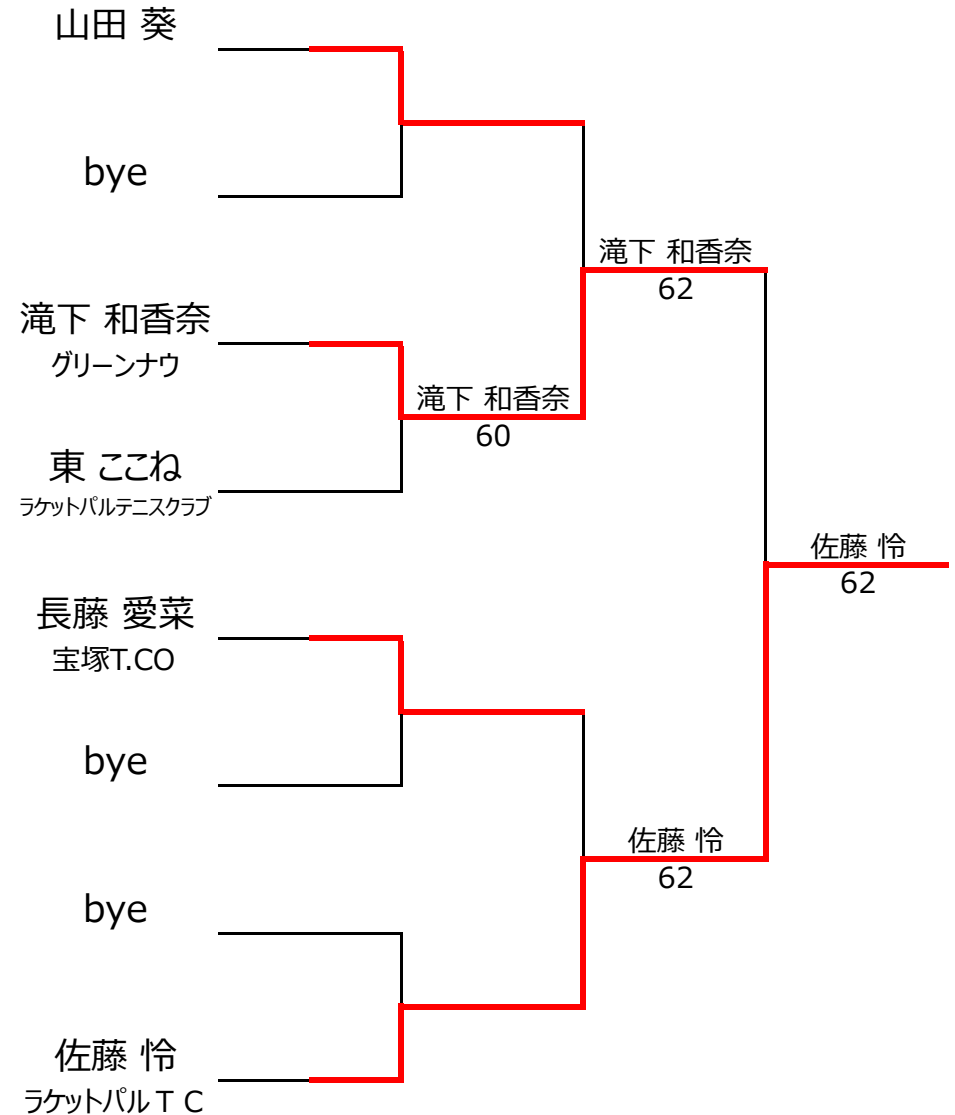 山田 葵
bye
滝下 和香奈
62
滝下 和香奈
グリーンナウ
滝下 和香奈
60
東 ここね
ラケットパルテニスクラブ
佐藤 怜
62
長藤 愛菜
宝塚T.CO
bye
佐藤 怜
62
bye
佐藤 怜
ラケットパルＴＣ